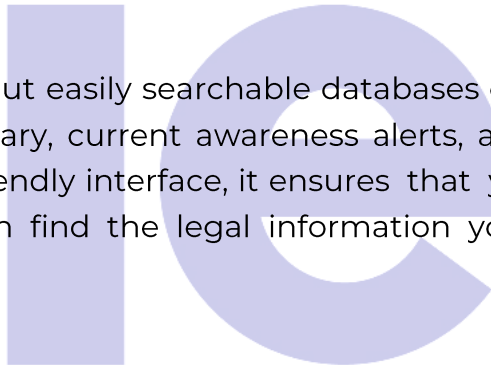 ut easily searchable databases
ary, current awareness alerts, a
endly interface, it ensures that y
n find the legal information yo